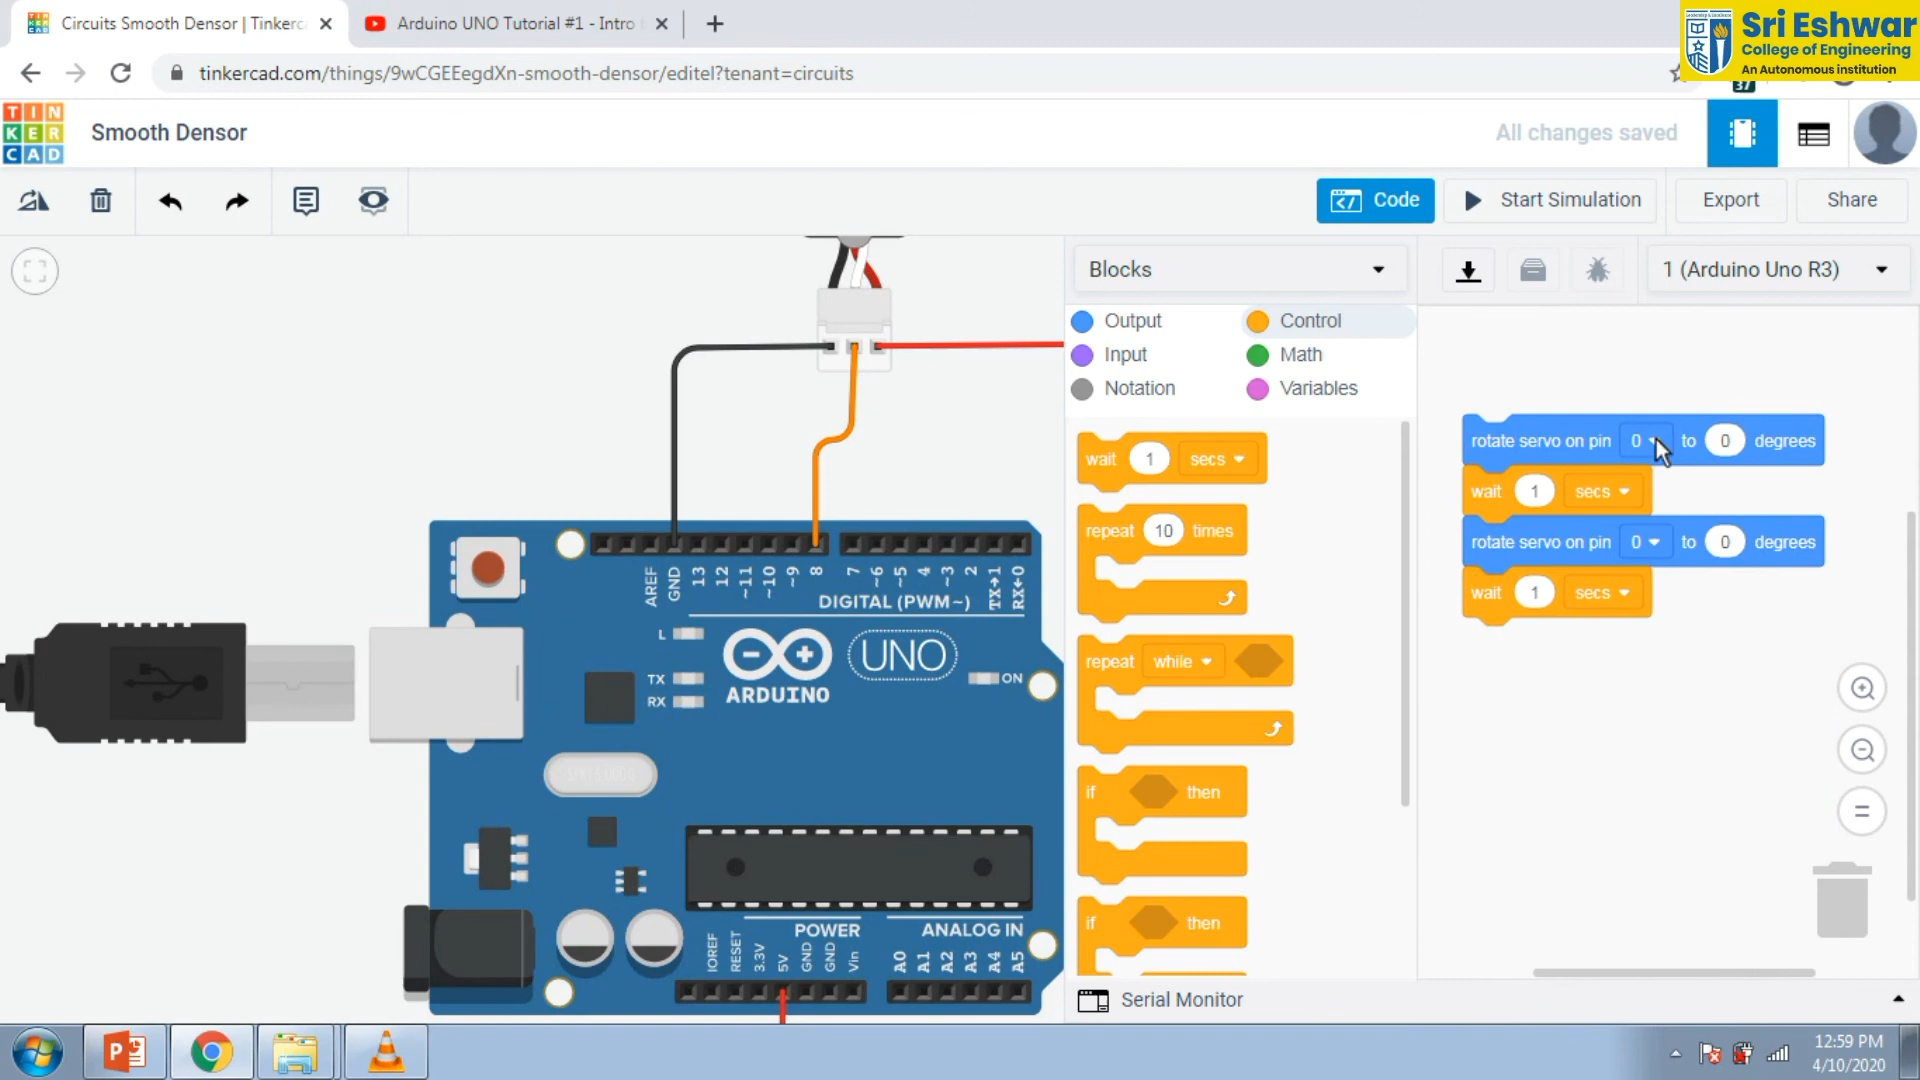 Circuits Smooth Densor | Tinkerc
Arduino UNO Tutorial #1 - Intro
Leadership & Excellence
Sri Eshwar
College of Engineering
An Autonomous institution
tinkercad.com/things/9wCGEEegdXn-smooth-densor/editel?tenant=circuits
37
TIN
KER
CAD
Smooth Densor
All changes saved
Code
Start Simulation
Export
Share
Blocks
1 (Arduino Uno R3)
Output
Control
Input
Math
Notation
Variables
wait 1 secs
repeat 10 times
repeat while
if then
if then
rotate servo on pin 0 to 0 degrees
wait 1 secs
rotate servo on pin 0 to 0 degrees
wait 1 secs
AREF
GND
13
12
~11
~10
~9
8
7
~6
~5
4
~3
2
TX→1
RX←0
DIGITAL (PWM~)
L
TX
RX
ARDUINO
UNO
ON
POWER
ANALOG IN
IOREF
RESET
3.3V
5V
GND
GND
Vin
A0
A1
A2
A3
A4
A5
Serial Monitor
12:59 PM
4/10/2020